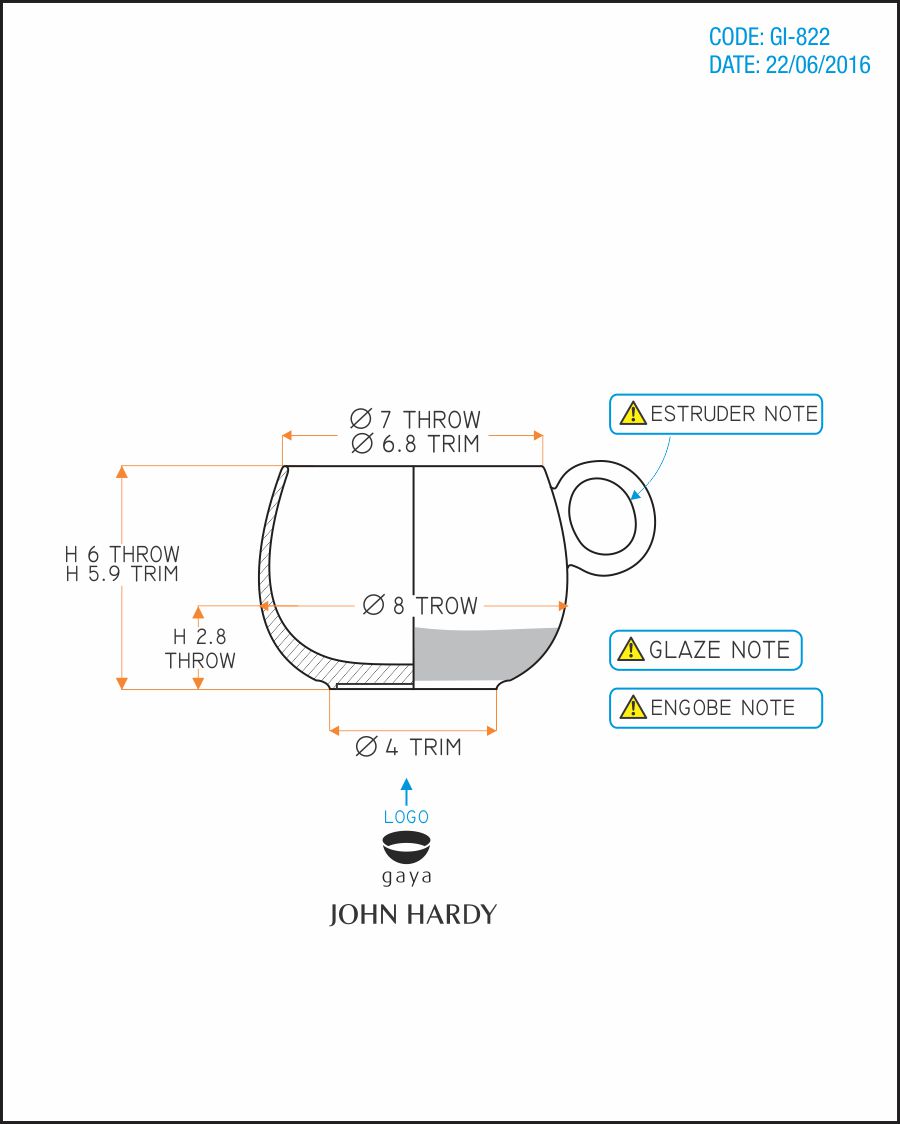 CODE: GI-822
DATE: 22/06/2016
Ø 7 THROW
Ø 6.8 TRIM
ESTRUDER NOTE
H 6 THROW
H 5.9 TRIM
Ø 8 TROW
H 2.8
THROW
GLAZE NOTE
ENGOBE NOTE
Ø 4 TRIM
LOGO
gaya
JOHN HARDY